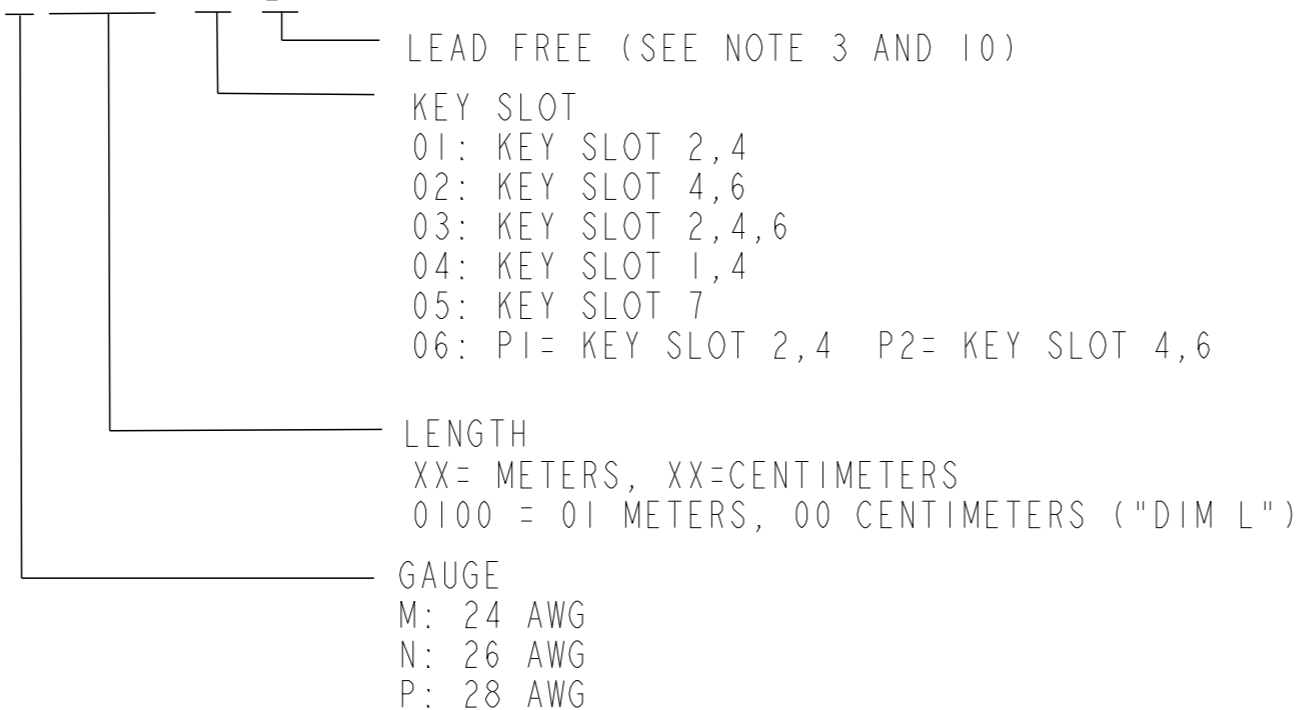 LEAD FREE (SEE NOTE 3 AND 10)
KEY SLOT
01: KEY SLOT 2,4
02: KEY SLOT 4,6
03: KEY SLOT 2,4,6
04: KEY SLOT 1,4
05: KEY SLOT 7
06: P1= KEY SLOT 2,4 P2= KEY SLOT 4,6
LENGTH
XX= METERS, XX=CENTIMETERS
0100 = 01 METERS, 00 CENTIMETERS ("DIM L")
GAUGE
M: 24 AWG
N: 26 AWG
P: 28 AWG